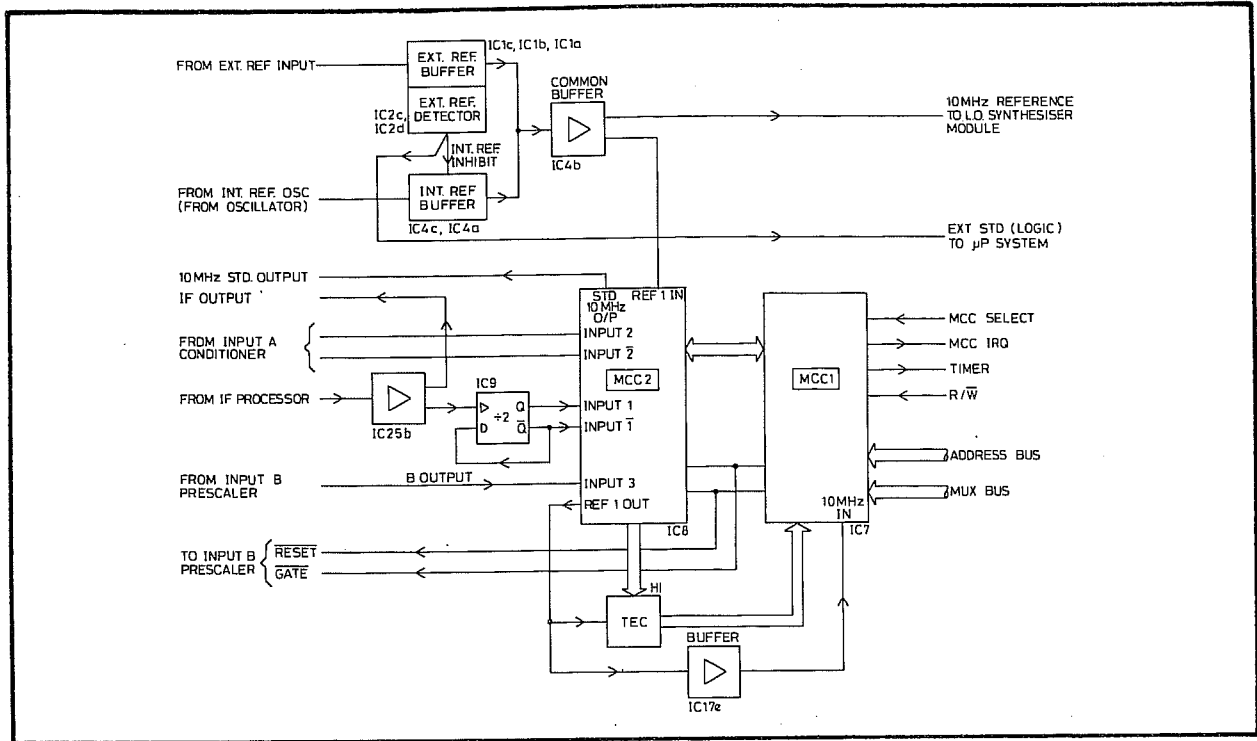 IC1c, IC1b, IC1a
FROM EXT. REF INPUT
EXT. REF.
BUFFER
COMMON
BUFFER
10MHz REFERENCE
TO L.O. SYNTHESISER
MODULE
IC2c,
IC2d
EXT. REF.
DETECTOR
INT. REF.
INHIBIT
IC4b
FROM INT. REF. OSC
(FROM OSCILLATOR)
INT. REF
BUFFER
IC4c, IC4a
EXT STD (LOGIC)
TO µP SYSTEM
10MHz STD. OUTPUT
IF OUTPUT
STD
10MHz
O/P
REF 1 IN
FROM INPUT A
CONDITIONER
INPUT 2
INPUT 2̅
MCC2
MCC1
MCC SELECT
MCC IRQ
TIMER
R/W̅
FROM IF PROCESSOR
IC25b
IC9
D
÷2
Q
Q̅
INPUT 1
INPUT 1̅
ADDRESS BUS
MUX BUS
FROM INPUT B
PRESCALER
B OUTPUT
INPUT 3
REF 1 OUT
IC8
10MHz
IN
IC7
TO INPUT B
PRESCALER
R̅E̅S̅E̅T̅
G̅A̅T̅E̅
TEC
BUFFER
IC17e